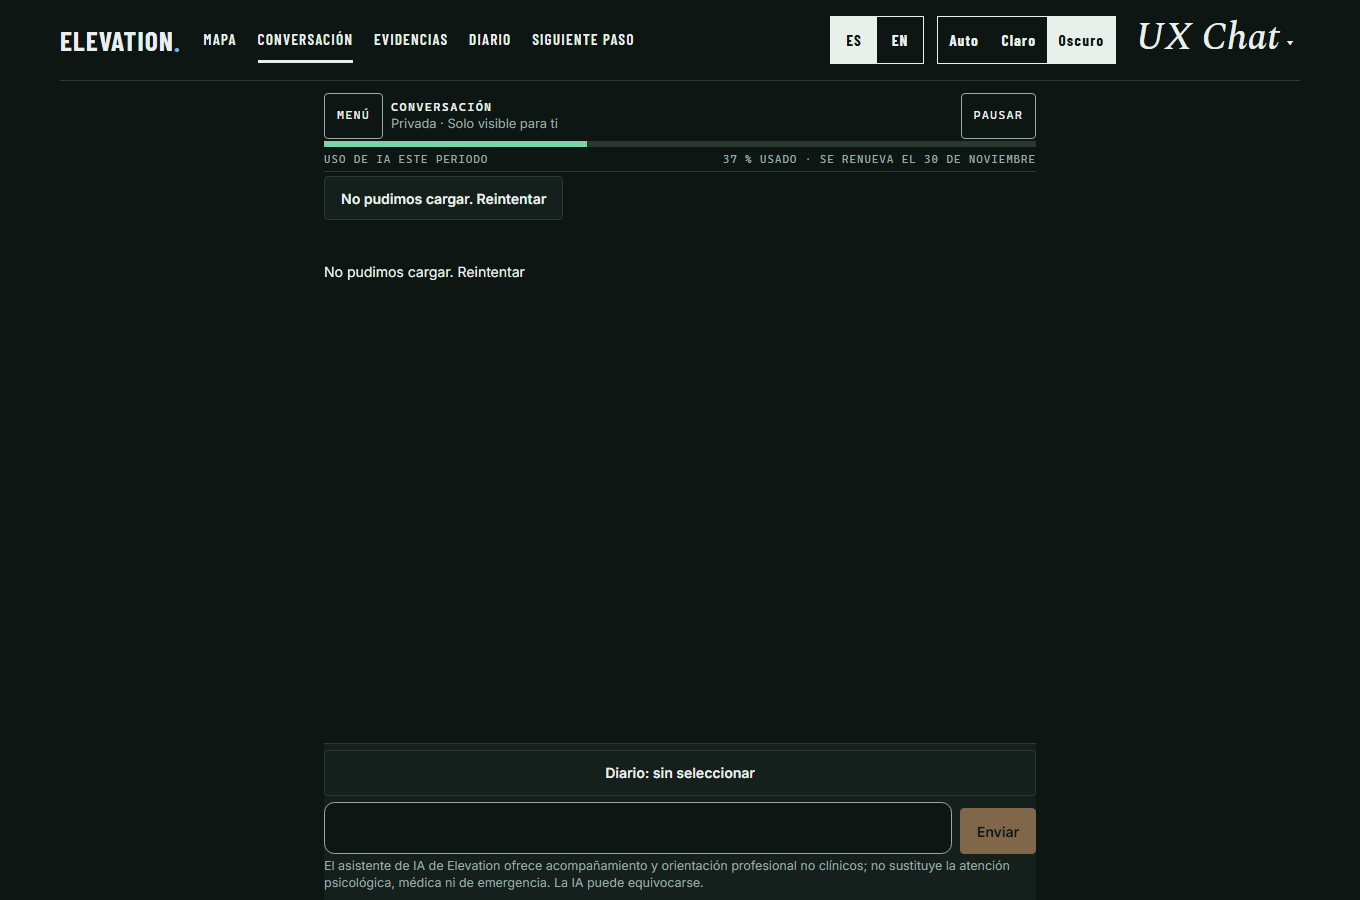 ELEVATION.
MAPA
CONVERSACIÓN
EVIDENCIAS
DIARIO
SIGUIENTE PASO
ES
EN
Auto
Claro
Oscuro
UX Chat
MENÚ
CONVERSACIÓN
Privada · Solo visible para ti
PAUSAR
USO DE IA ESTE PERIODO
37 % USADO · SE RENUEVA EL 30 DE NOVIEMBRE
No pudimos cargar. Reintentar
No pudimos cargar. Reintentar
Diario: sin seleccionar
Enviar
El asistente de IA de Elevation ofrece acompañamiento y orientación profesional no clínicos; no sustituye la atención
psicológica, médica ni de emergencia. La IA puede equivocarse.